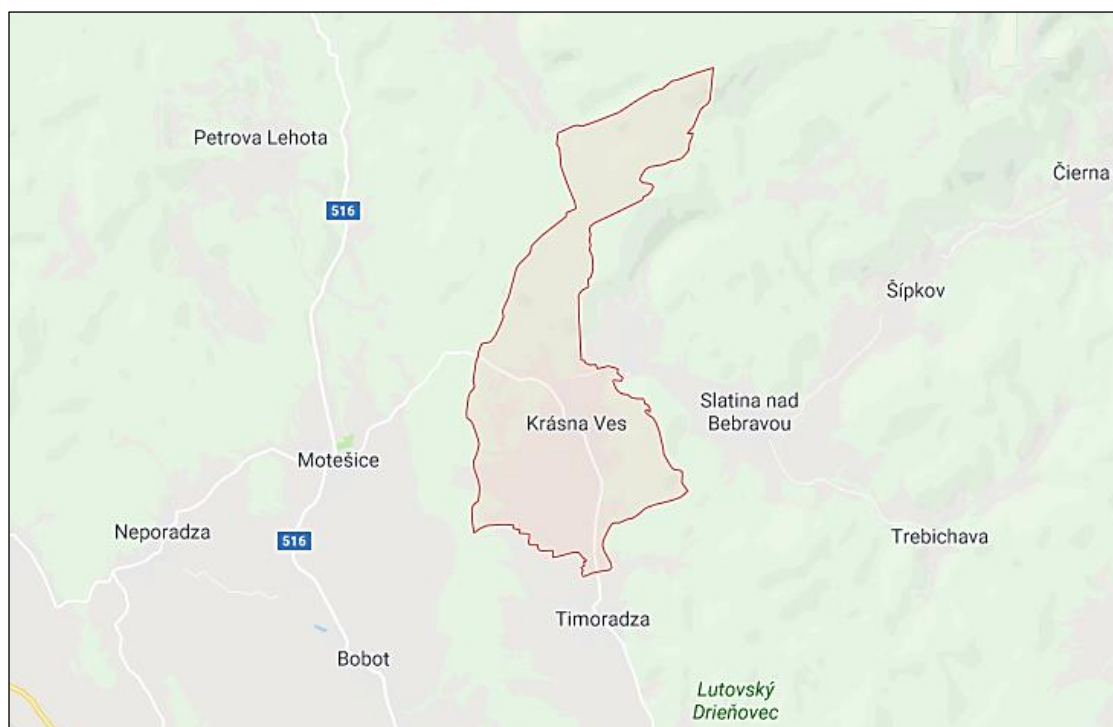 Petrova Lehota
Čierna
516
Šípkov
Slatina nad
Bebravou
Krásna Ves
Motešice
Neporadza
516
Trebichava
Timoradza
Bobot
Lutovský
Drieňovec